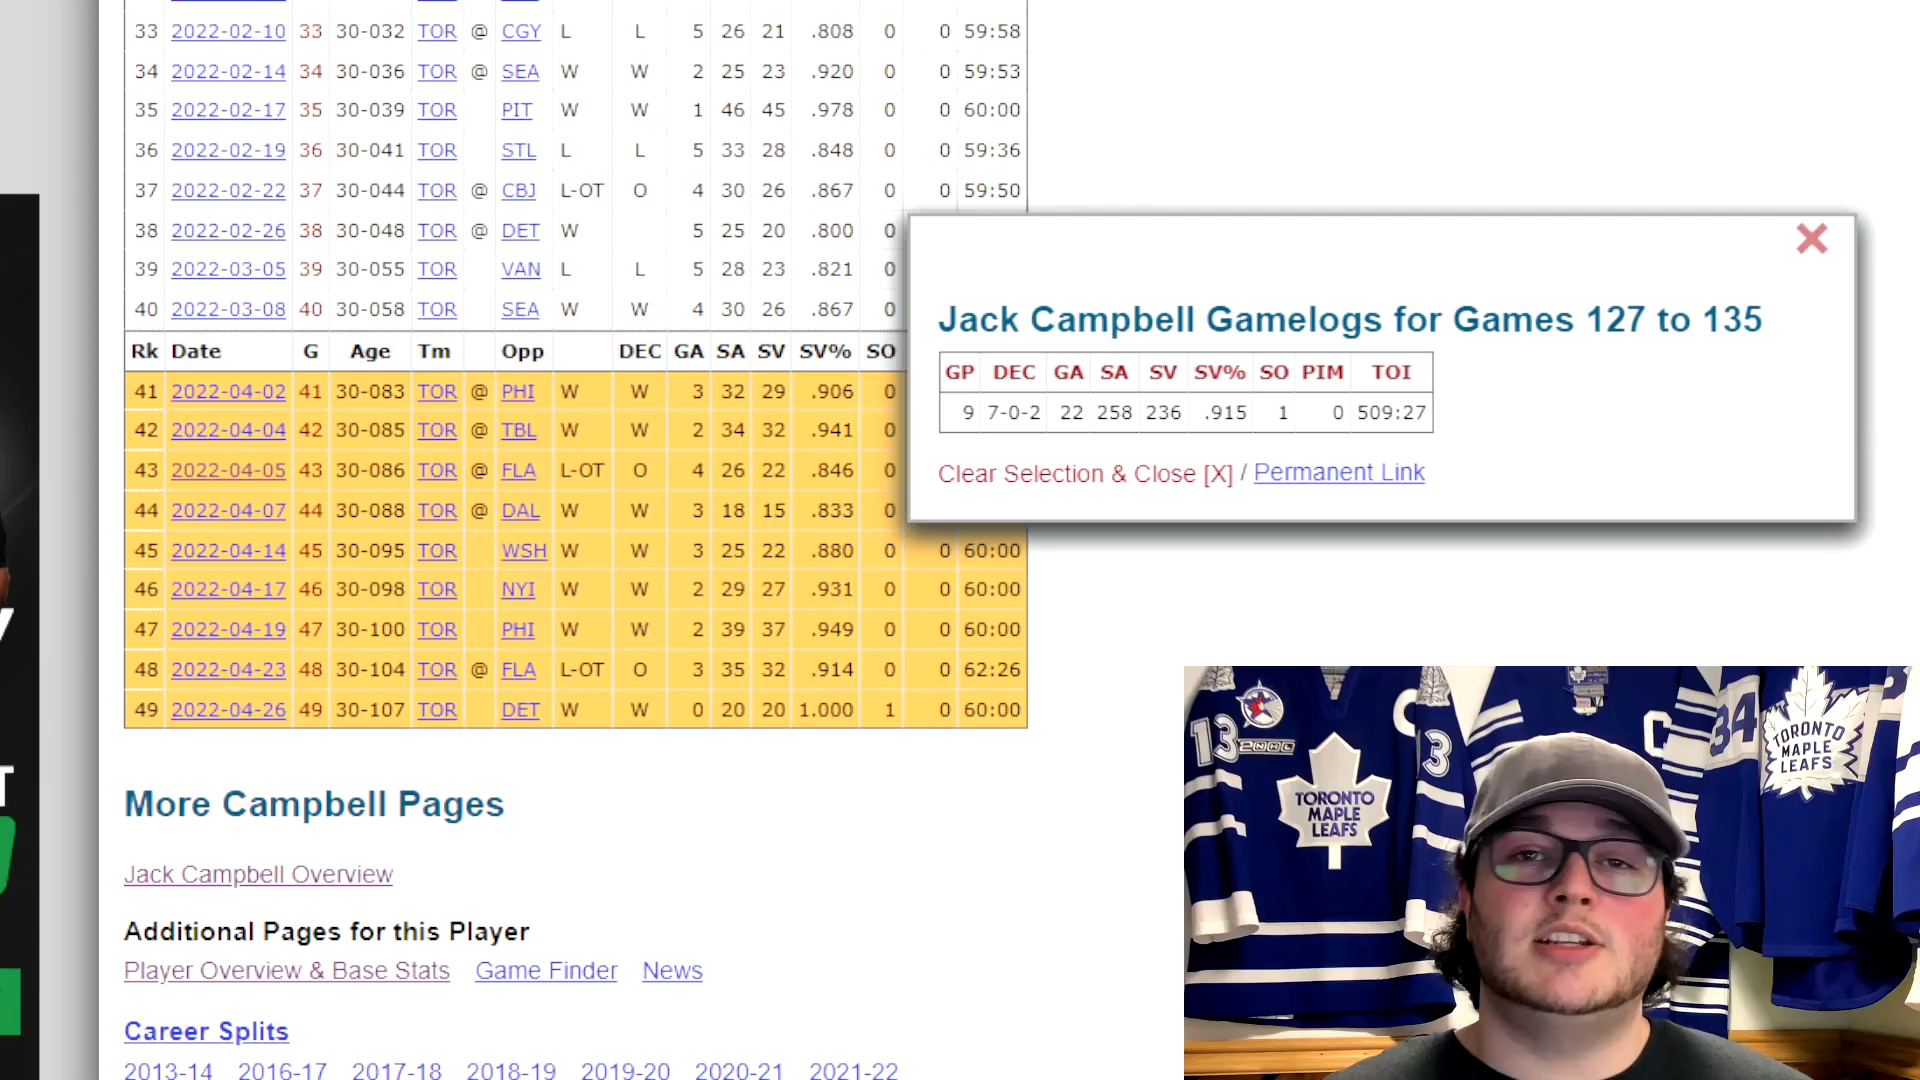 33 2022-02-10 33 30-032 TOR @ CGY L L 5 26 21 .808 0 0 59:58
34 2022-02-14 34 30-036 TOR @ SEA W W 2 25 23 .920 0 0 59:53
35 2022-02-17 35 30-039 TOR PIT W W 1 46 45 .978 0 0 60:00
36 2022-02-19 36 30-041 TOR STL L L 5 33 28 .848 0 0 59:36
37 2022-02-22 37 30-044 TOR @ CBJ L-OT O 4 30 26 .867 0 0 59:50
38 2022-02-26 38 30-048 TOR @ DET W 5 25 20 .800 0
39 2022-03-05 39 30-055 TOR VAN L L 5 28 23 .821 0
40 2022-03-08 40 30-058 TOR SEA W W 4 30 26 .867 0
Rk Date G Age Tm Opp DEC GA SA SV SV% SO
41 2022-04-02 41 30-083 TOR @ PHI W W 3 32 29 .906 0
42 2022-04-04 42 30-085 TOR @ TBL W W 2 34 32 .941 0
43 2022-04-05 43 30-086 TOR @ FLA L-OT O 4 26 22 .846 0
44 2022-04-07 44 30-088 TOR @ DAL W W 3 18 15 .833 0
45 2022-04-14 45 30-095 TOR WSH W W 3 25 22 .880 0 0 60:00
46 2022-04-17 46 30-098 TOR NYI W W 2 29 27 .931 0 0 60:00
47 2022-04-19 47 30-100 TOR PHI W W 2 39 37 .949 0 0 60:00
48 2022-04-23 48 30-104 TOR @ FLA L-OT O 3 35 32 .914 0 0 62:26
49 2022-04-26 49 30-107 TOR DET W W 0 20 20 1.000 1 0 60:00
Jack Campbell Gamelogs for Games 127 to 135
GP DEC GA SA SV SV% SO PIM TOI
9 7-0-2 22 258 236 .915 1 0 509:27
Clear Selection & Close [X] / Permanent Link
More Campbell Pages
Jack Campbell Overview
Additional Pages for this Player
Player Overview & Base Stats Game Finder News
Career Splits
2013-14 2016-17 2017-18 2018-19 2019-20 2020-21 2021-22
13
2NHL
C
3
TORONTO
MAPLE
LEAFS
C
34
TORONTO
MAPLE
LEAFS